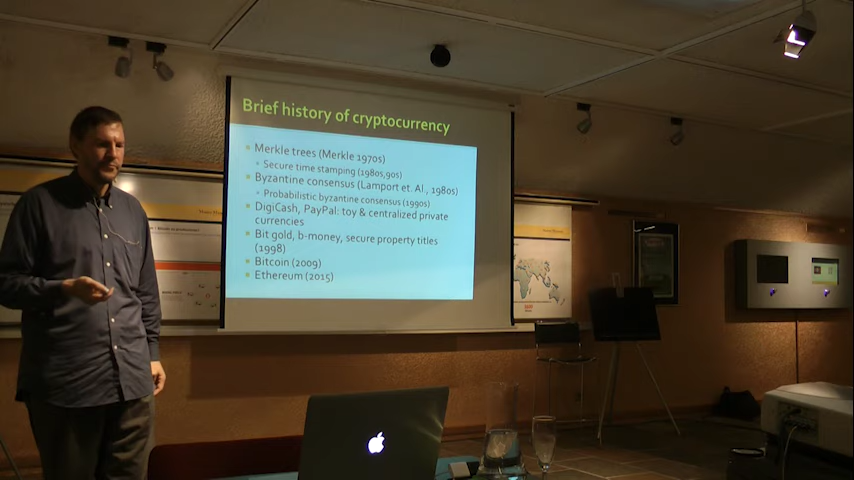 Brief history of cryptocurrency
Merkle trees (Merkle 1970s)
Secure time stamping (1980s,90s)
Byzantine consensus (Lamport et. Al , 1980s)
Probabilistic byzantine consensus (1990s)
DigiCash, PayPal: toy & centralized private
currencies
Bit gold, b-money, secure property titles
(1998)
Bitcoin (2009)
Ethereum (2015)